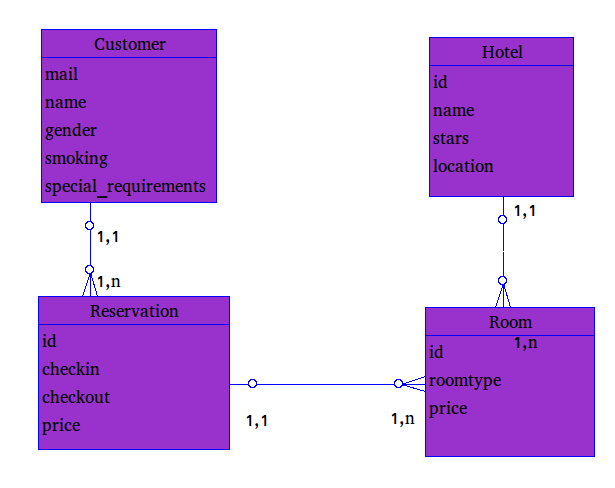 Customer
mail
name
gender
smoking
special_requirements
Hotel
id
name
stars
location
1,1
1,1
1,n
Reservation
id
checkin
checkout
price
Room
1,n
id
roomtype
price
1,1
1,n